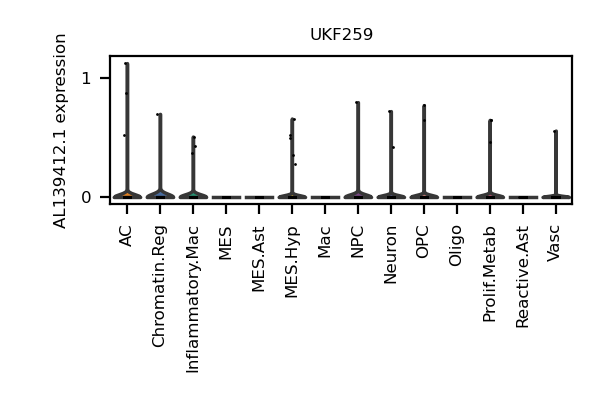 UKF259
AL139412.1 expression
1
0
AC
Chromatin.Reg
Inflammatory.Mac
MES
MES.Ast
MES.Hyp
Mac
NPC
Neuron
OPC
Oligo
Prolif.Metab
Reactive.Ast
Vasc